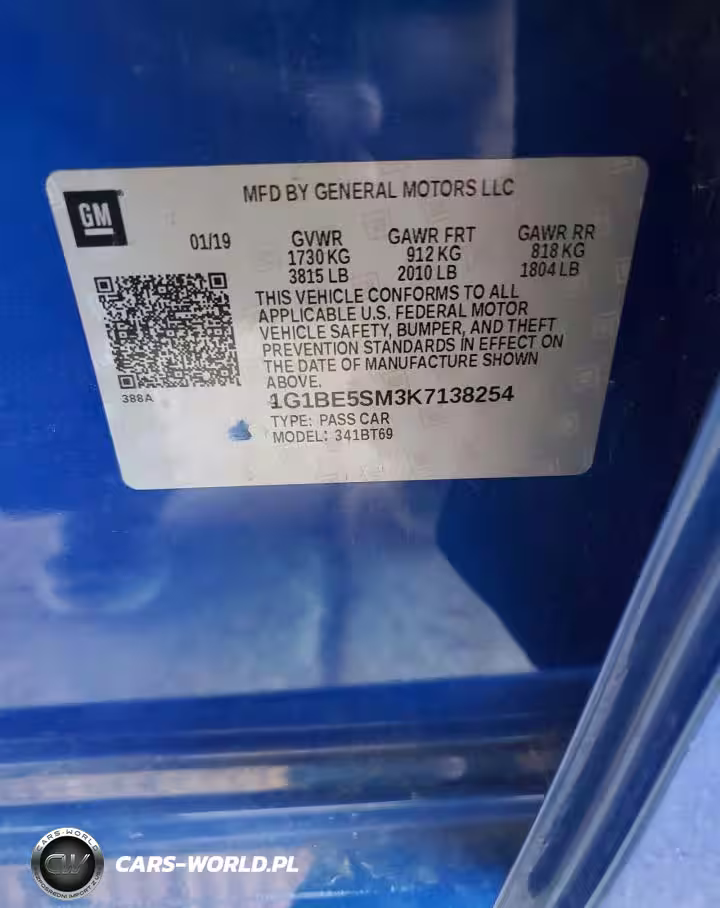 GM
MFD BY GENERAL MOTORS LLC
01/19
GVWR GAWR FRT GAWR RR
1730 KG 912 KG 818 KG
3815 LB 2010 LB 1804 LB
THIS VEHICLE CONFORMS TO ALL
APPLICABLE U.S. FEDERAL MOTOR
VEHICLE SAFETY, BUMPER, AND THEFT
PREVENTION STANDARDS IN EFFECT ON
THE DATE OF MANUFACTURE SHOWN
ABOVE.
388A
1G1BE5SM3K7138254
TYPE: PASS CAR
MODEL: 341BT69
CARS-WORLD
CW
CARS-WORLD.PL